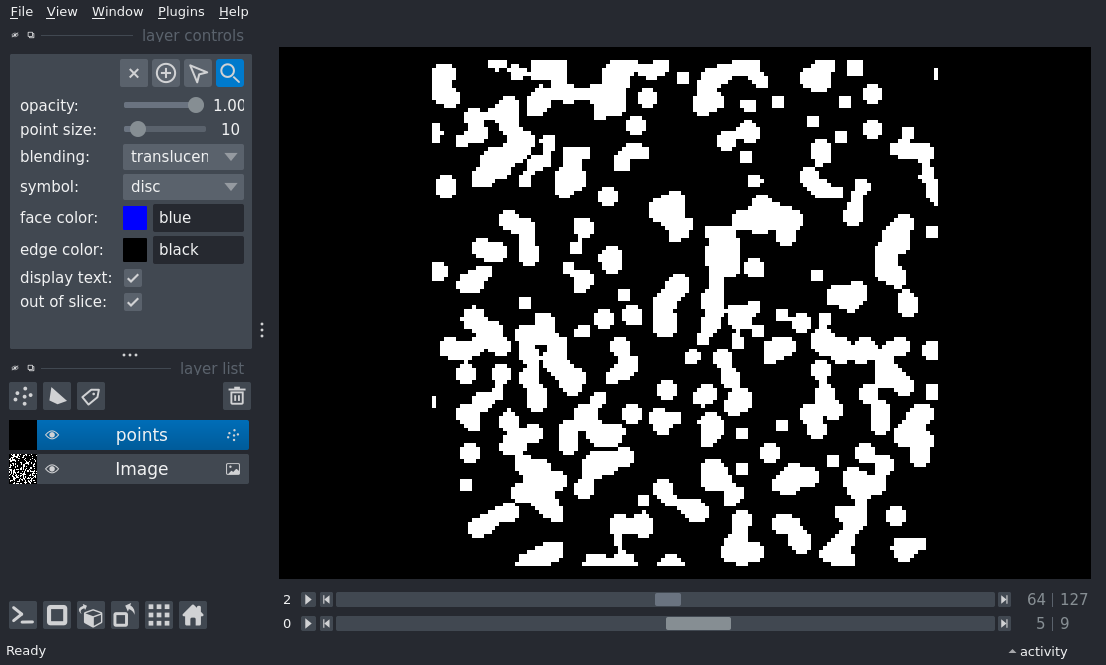 File View Window Plugins Help
layer controls
opacity: 1.00
point size: 10
blending: translucen
symbol: disc
face color: blue
edge color: black
display text:
out of slice:
layer list
points
Image
2 64 | 127
0 5 | 9
Ready activity